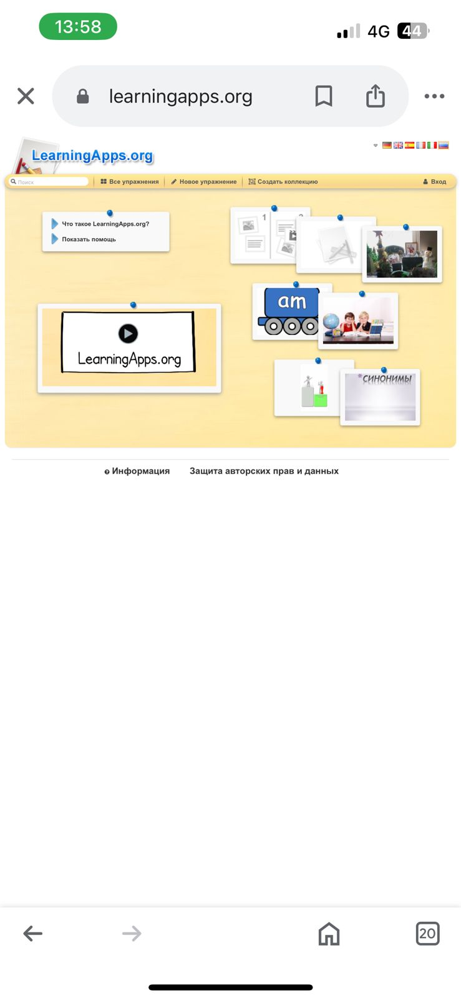 13:58
4G 44
learningapps.org
LearningApps.org
Поиск
Все упражнения
Новое упражнение
Создать коллекцию
Вход
Что такое LearningApps.org?
Показать помощь
1
am
LearningApps.org
*СИНОНИМЫ
Информация
Защита авторских прав и данных
20